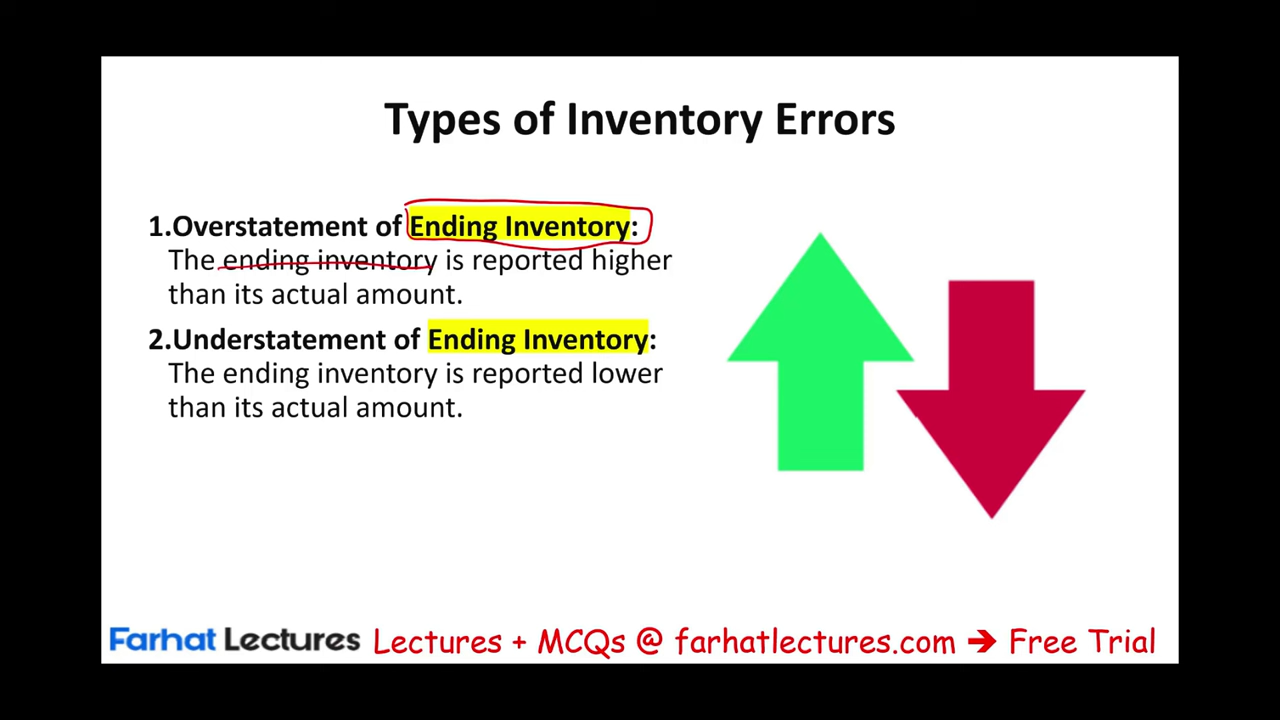 Types of Inventory Errors
1.Overstatement of Ending Inventory:
The ending inventory is reported higher
than its actual amount.
2.Understatement of Ending Inventory:
The ending inventory is reported lower
than its actual amount.
Farhat Lectures Lectures + MCQs @ farhatlectures.com → Free Trial